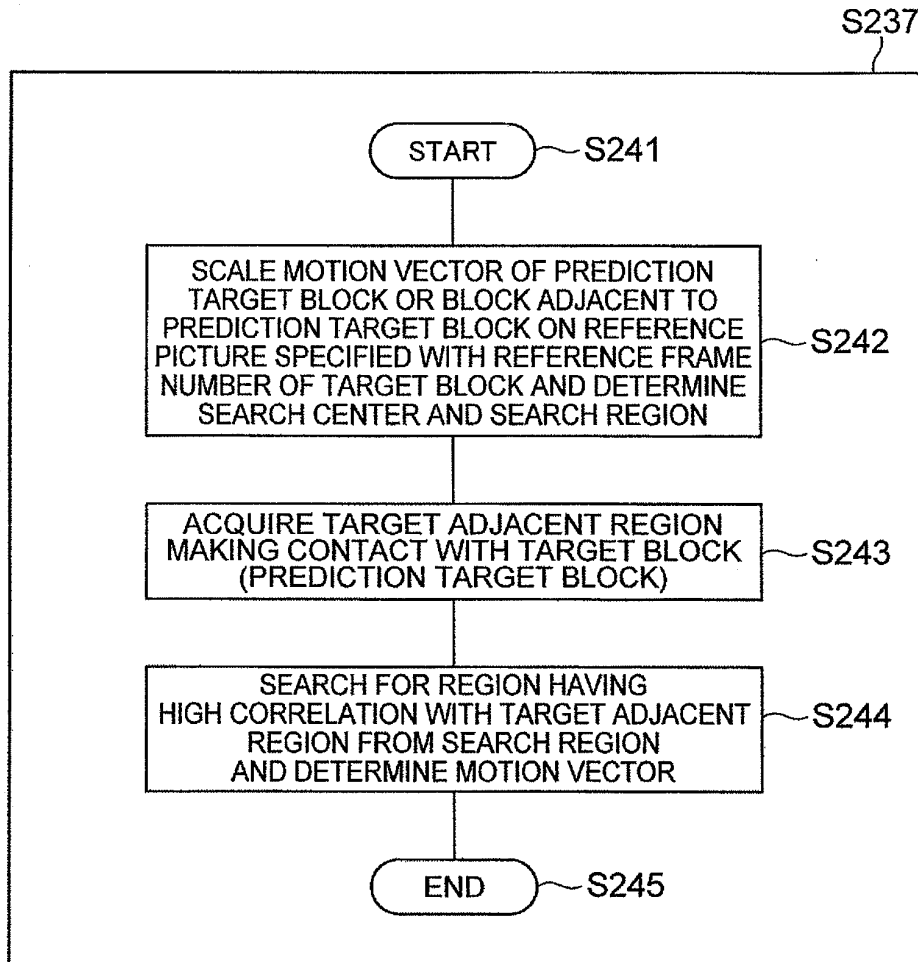 S237
START
S241
SCALE MOTION VECTOR OF PREDICTION
TARGET BLOCK OR BLOCK ADJACENT TO
PREDICTION TARGET BLOCK ON REFERENCE
PICTURE SPECIFIED WITH REFERENCE FRAME
NUMBER OF TARGET BLOCK AND DETERMINE
SEARCH CENTER AND SEARCH REGION
S242
ACQUIRE TARGET ADJACENT REGION
MAKING CONTACT WITH TARGET BLOCK
(PREDICTION TARGET BLOCK)
S243
SEARCH FOR REGION HAVING
HIGH CORRELATION WITH TARGET ADJACENT
REGION FROM SEARCH REGION
AND DETERMINE MOTION VECTOR
S244
END
S245